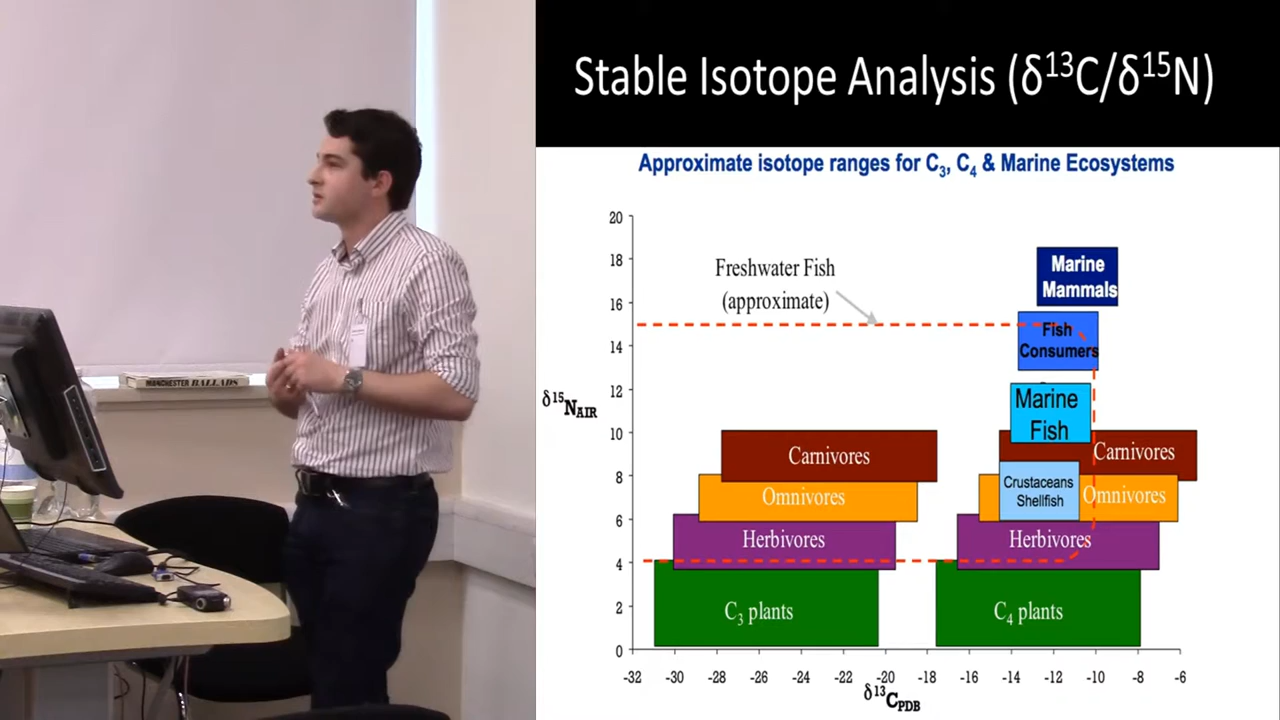 Stable Isotope Analysis (δ¹³C/δ¹⁵N)
Approximate isotope ranges for C₃, C₄ & Marine Ecosystems
20
18
16
14
12
10
8
6
4
2
0
δ¹⁵N_AIR
Freshwater Fish
(approximate)
Marine
Mammals
Fish
Consumers
Marine
Fish
Carnivores
Carnivores
Crustaceans
Shellfish
Omnivores
Omnivores
Herbivores
Herbivores
C₃ plants
C₄ plants
-32 -30 -28 -26 -24 -22 -20 -18 -16 -14 -12 -10 -8 -6
δ¹³C_PDB
MANCHESTER BALLADS